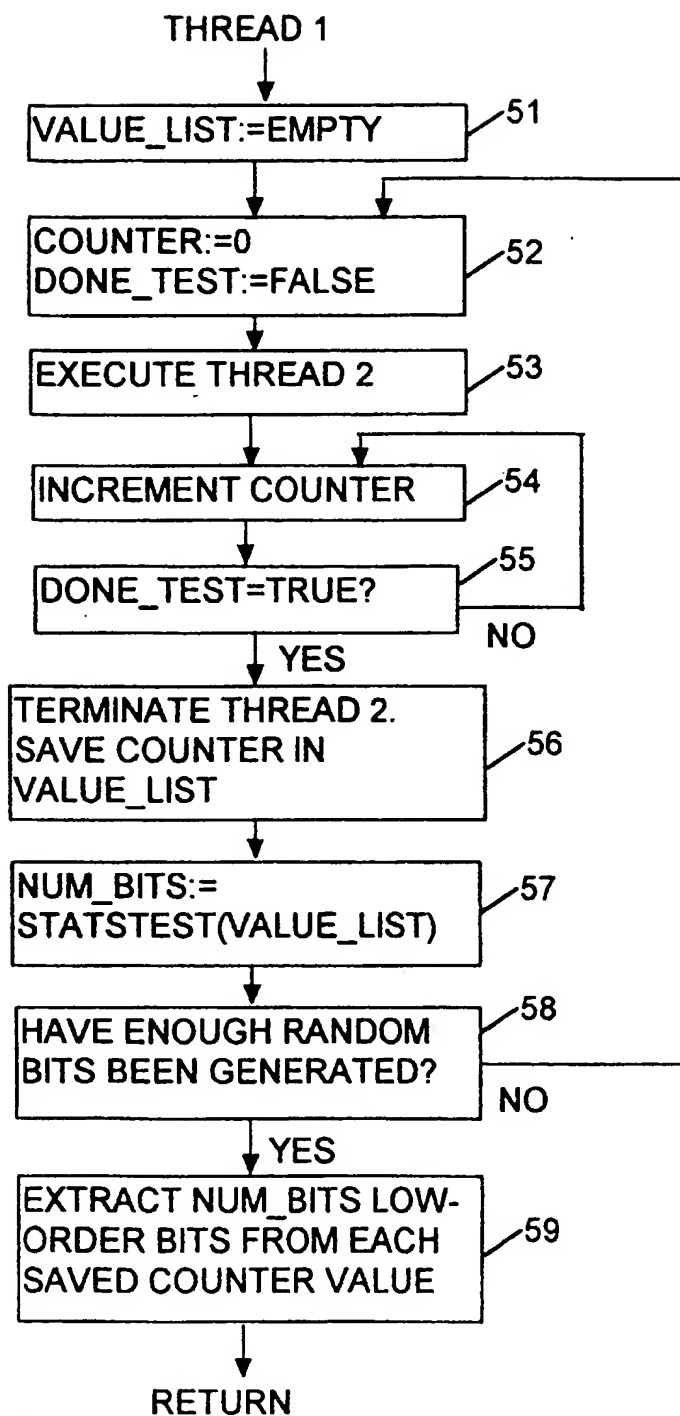 THREAD 1
VALUE_LIST:=EMPTY
51
COUNTER:=0
DONE_TEST:=FALSE
52
EXECUTE THREAD 2
53
INCREMENT COUNTER
54
DONE_TEST=TRUE?
55
NO
YES
TERMINATE THREAD 2.
SAVE COUNTER IN
VALUE_LIST
56
NUM_BITS:=
STATSTEST(VALUE_LIST)
57
HAVE ENOUGH RANDOM
BITS BEEN GENERATED?
58
NO
YES
EXTRACT NUM_BITS LOW-
ORDER BITS FROM EACH
SAVED COUNTER VALUE
59
RETURN